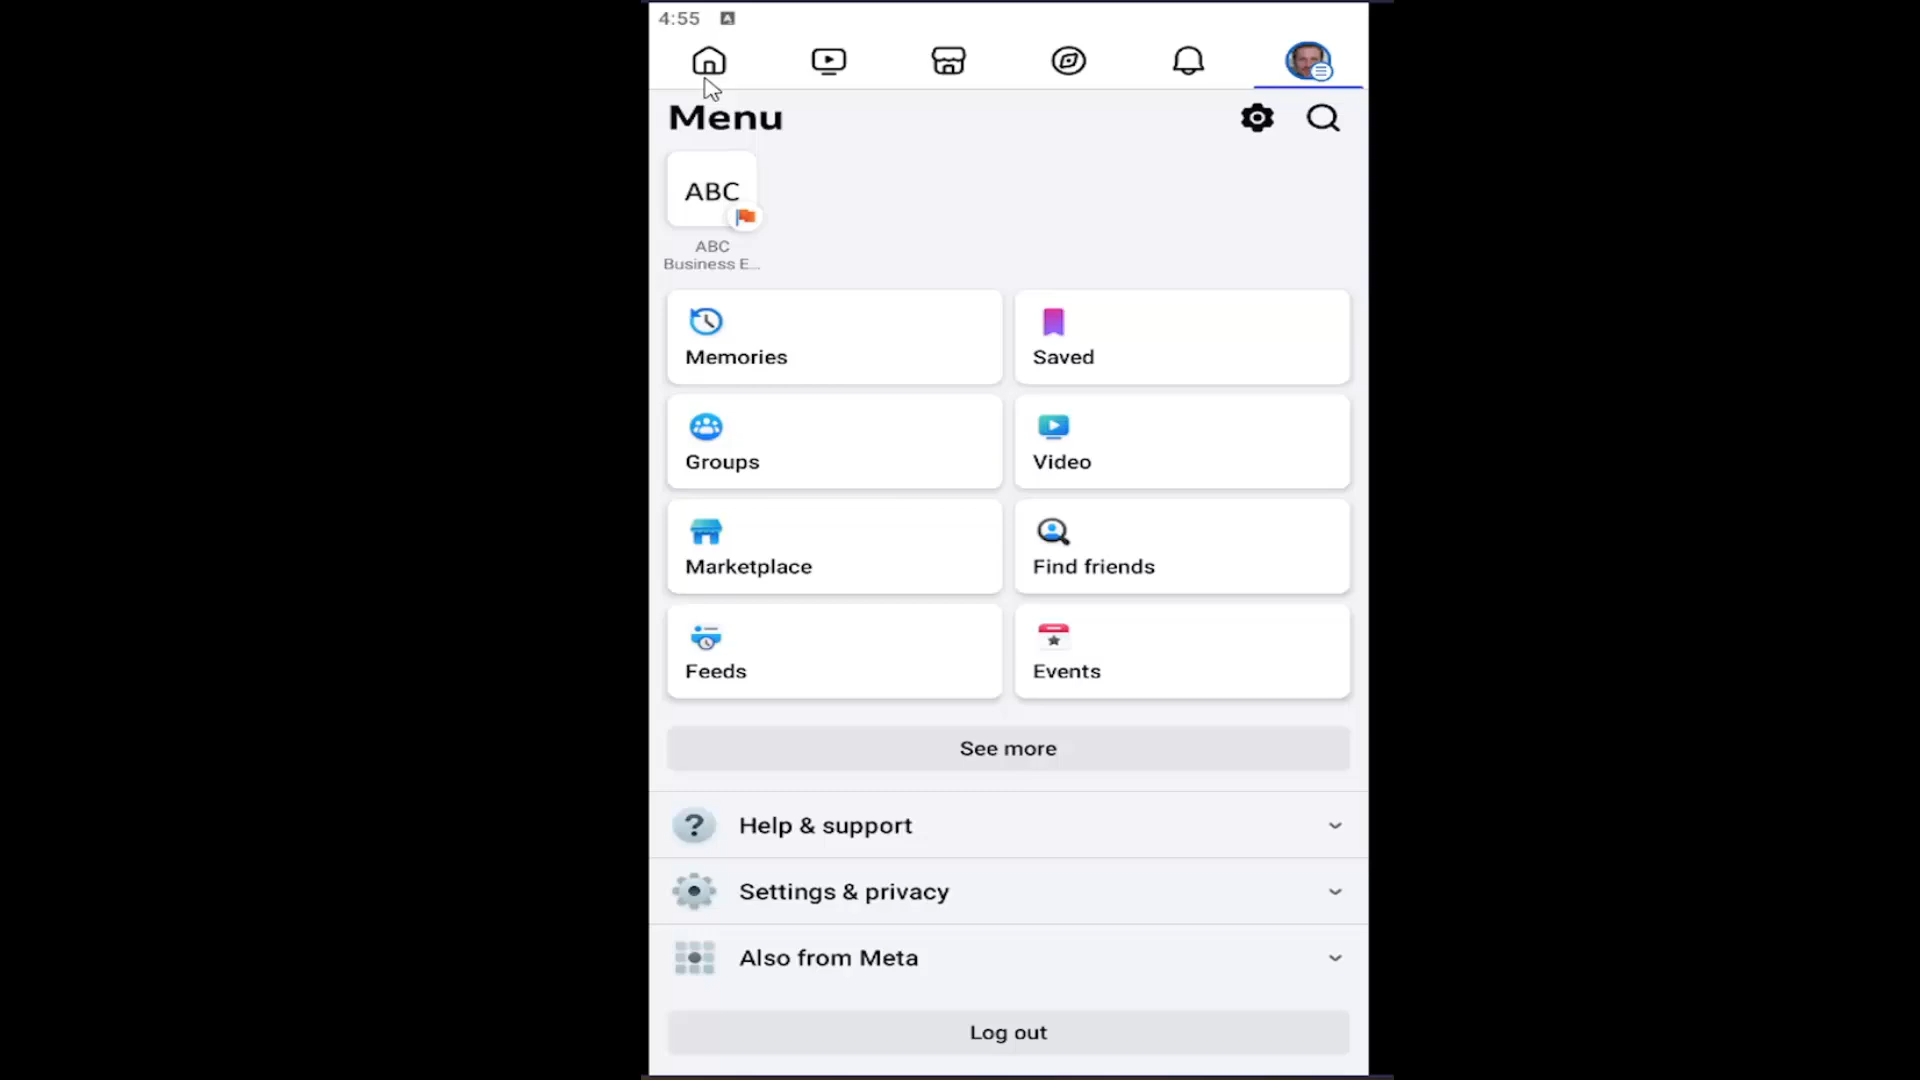 4:55
Menu
ABC
ABC
Business E...
Memories
Saved
Groups
Video
Marketplace
Find friends
Feeds
Events
See more
Help & support
Settings & privacy
Also from Meta
Log out